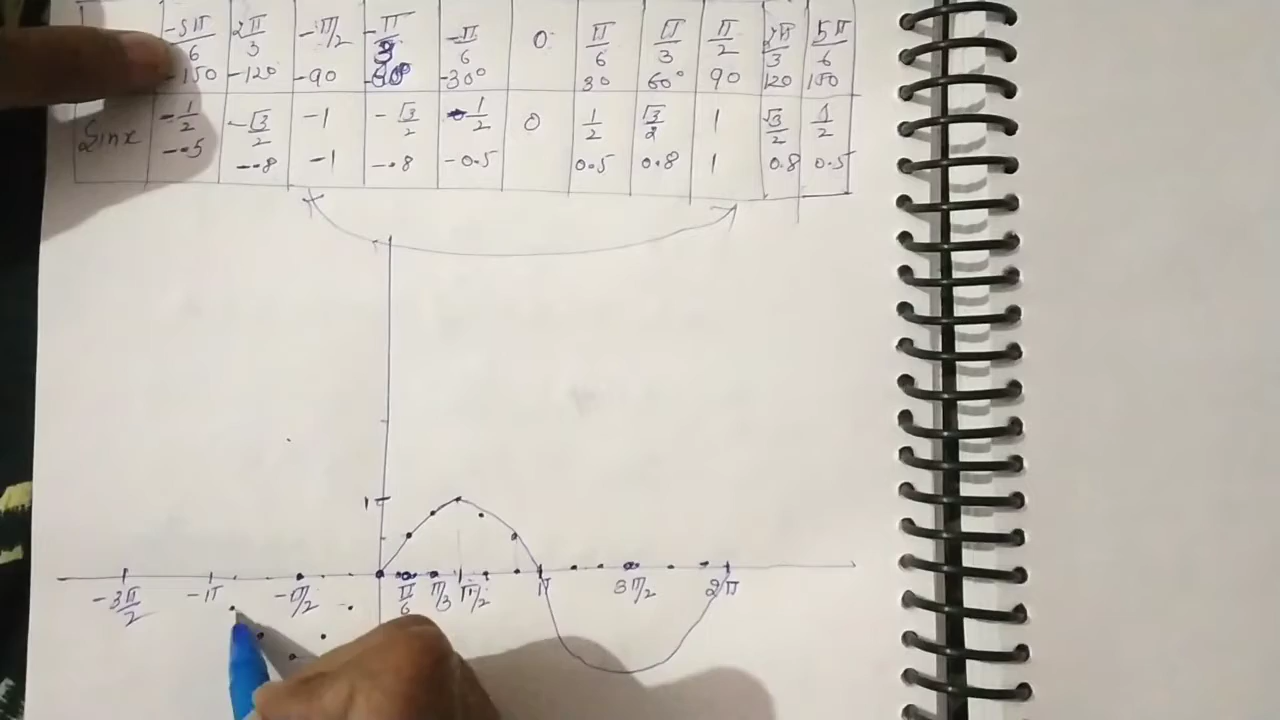 -5π/6 2π/3 -π/2 -π/3 -π/6 0 π/6 π/3 π/2 2π/3 5π/6
-150 -120 -90 -60° -30° 30 60° 90 120 150
Sinx -1/2 -√3/2 -1 -√3/2 -1/2 0 1/2 √3/2 1 √3/2 1/2
-.5 -.8 -1 -.8 -0.5 0.5 0.8 1 0.8 0.5
1
-3π/2 -π -π/2 π/6 π/3 π/2 π 3π/2 2π